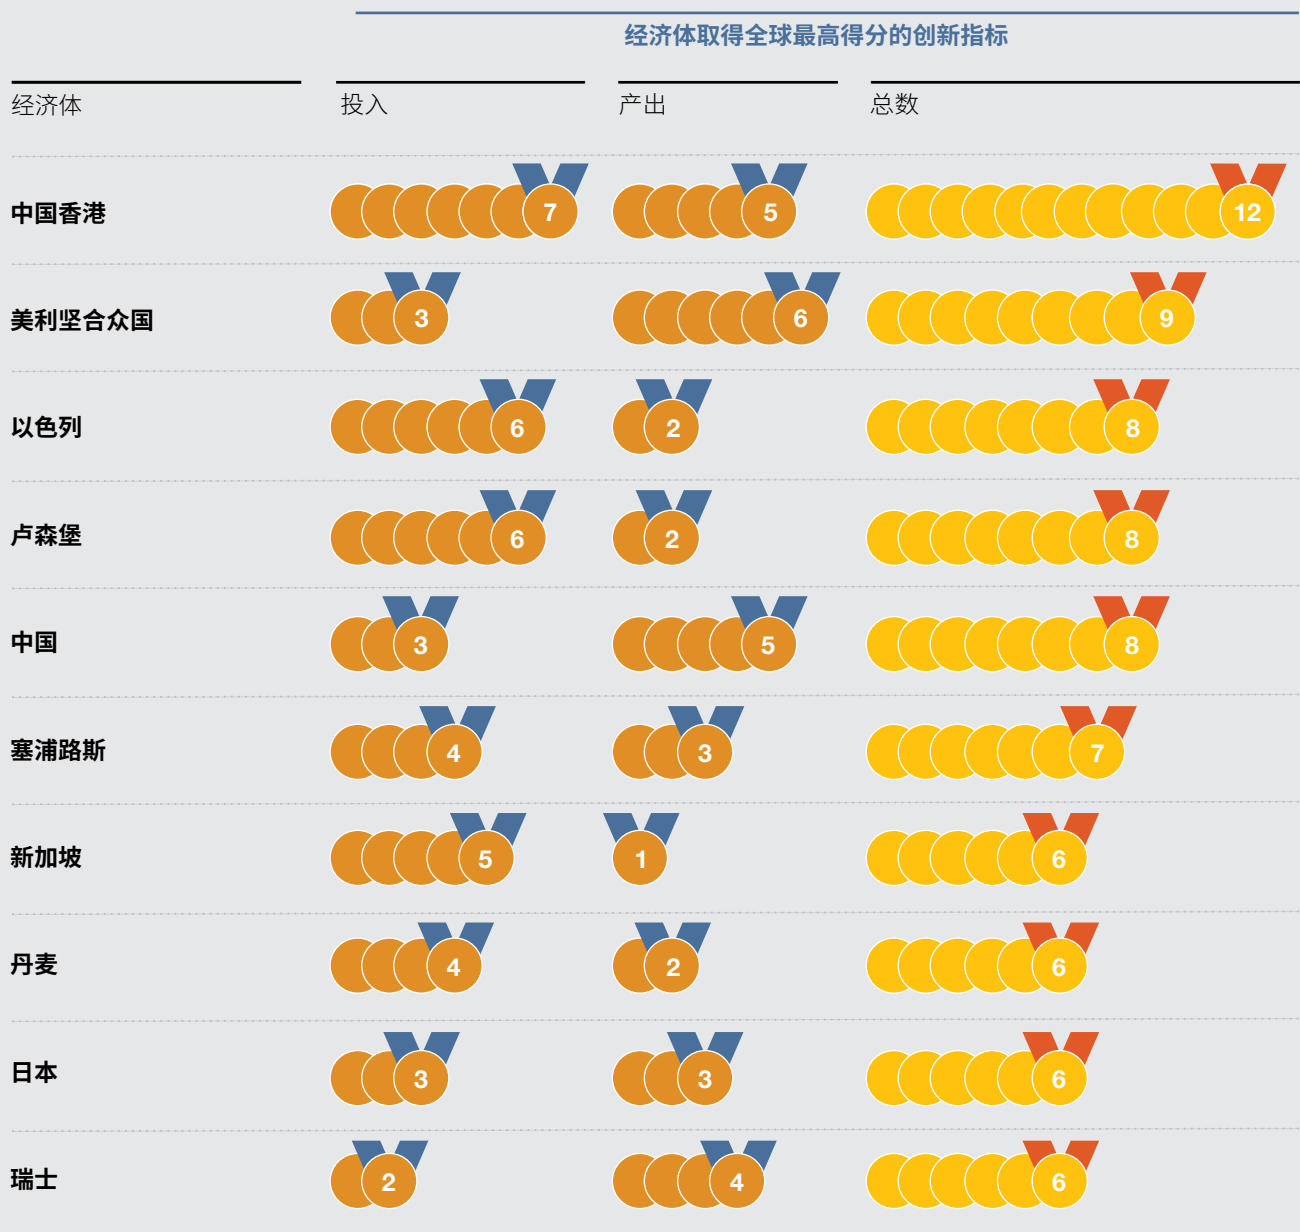 经济体取得全球最高得分的创新指标
经济体 投入 产出 总数
中国香港 7 5 12
美利坚合众国 3 6 9
以色列 6 2 8
卢森堡 6 2 8
中国 3 5 8
塞浦路斯 4 3 7
新加坡 5 1 6
丹麦 4 2 6
日本 3 3 6
瑞士 2 4 6